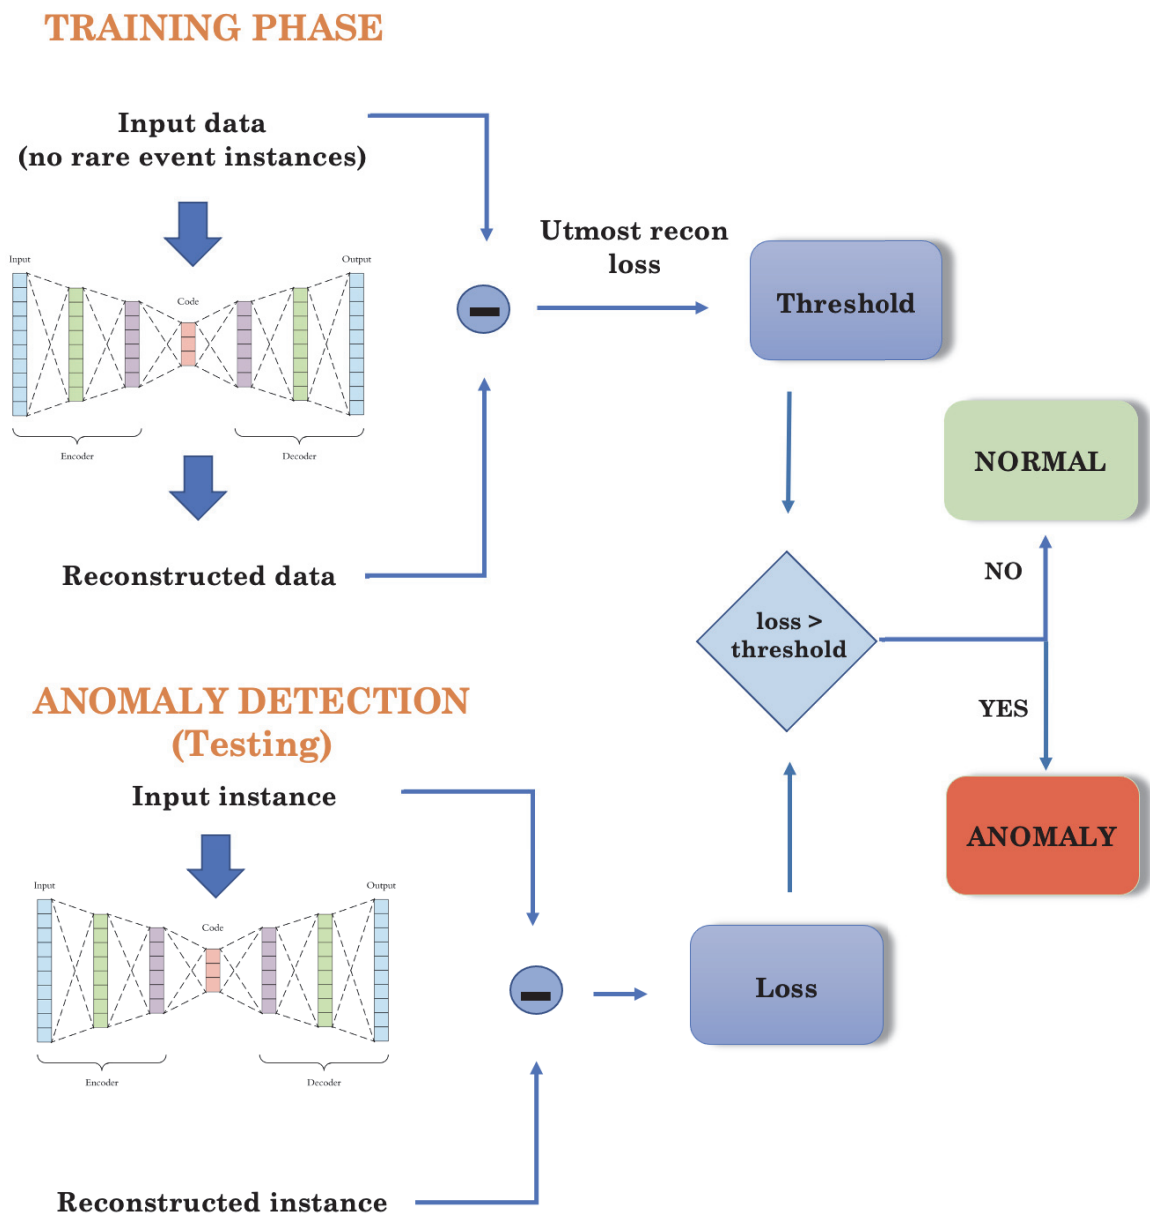 TRAINING PHASE
Input data
(no rare event instances)
Input
Code
Output
Encoder
Decoder
Reconstructed data
Utmost recon
loss
Threshold
loss >
threshold
NO
NORMAL
YES
ANOMALY
ANOMALY DETECTION
(Testing)
Input instance
Input
Code
Output
Encoder
Decoder
Reconstructed instance
Loss